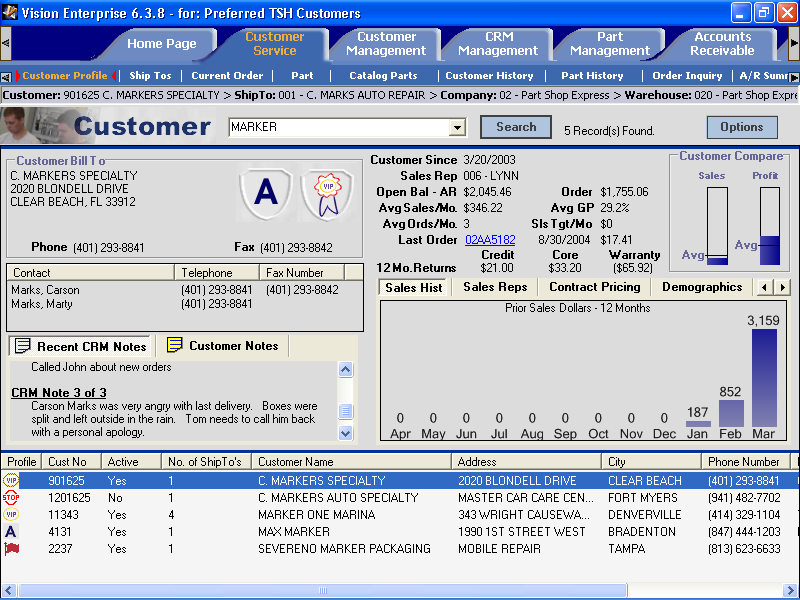 Vision Enterprise 6.3.8 - for: Preferred TSH Customers
Home Page
Customer Service
Customer Management
CRM Management
Part Management
Accounts Receivable
Customer Profile
Ship Tos
Current Order
Part
Catalog Parts
Customer History
Part History
Order Inquiry
A/R Summ
Customer: 901625 C. MARKERS SPECIALTY > ShipTo: 001 - C. MARKS AUTO REPAIR > Company: 02 - Part Shop Express > Warehouse: 020 - Part Shop Expre
Customer
MARKER
Search
5 Record(s) Found.
Options
Customer Bill To
C. MARKERS SPECIALTY
2020 BLONDELL DRIVE
CLEAR BEACH, FL 33912
A
VIP
Phone (401) 293-8841 Fax (401) 293-8842
Customer Since 3/20/2003
Sales Rep 006 - LYNN
Open Bal - AR $2,045.46 Order $1,755.06
Avg Sales/Mo. $346.22 Avg GP 29.2%
Avg Ords/Mo. 3 Sls Tgt/Mo $0
Last Order 02AA5182 8/30/2004 $17.41
Credit Core Warranty
12 Mo.Returns $21.00 $33.20 ($65.92)
Customer Compare
Sales Profit
Avg Avg
Contact Telephone Fax Number
Marks, Carson (401) 293-8841 (401) 293-8842
Marks, Marty (401) 293-8841
Recent CRM Notes
Customer Notes
Called John about new orders
CRM Note 3 of 3
Carson Marks was very angry with last delivery. Boxes were
split and left outside in the rain. Tom needs to call him back
with a personal apology.
Sales Hist
Sales Reps
Contract Pricing
Demographics
Prior Sales Dollars - 12 Months
0 0 0 0 0 0 0 0 0 187 852 3,159
Apr May Jun Jul Aug Sep Oct Nov Dec Jan Feb Mar
Profile Cust No Active No. of ShipTo's Customer Name Address City Phone Number
VIP 901625 Yes 1 C. MARKERS SPECIALTY 2020 BLONDELL DRIVE CLEAR BEACH (401) 293-8841
STOP 1201625 No 1 C. MARKERS AUTO SPECIALTY MASTER CAR CARE CEN... FORT MYERS (941) 482-7702
VIP 11343 Yes 4 MARKER ONE MARINA 343 WRIGHT CAUSEWA... DENVERVILLE (414) 329-1104
A 4131 Yes 1 MAX MARKER 1990 1ST STREET WEST BRADENTON (847) 444-1203
2237 Yes 1 SEVERENO MARKER PACKAGING MOBILE REPAIR TAMPA (813) 623-6633